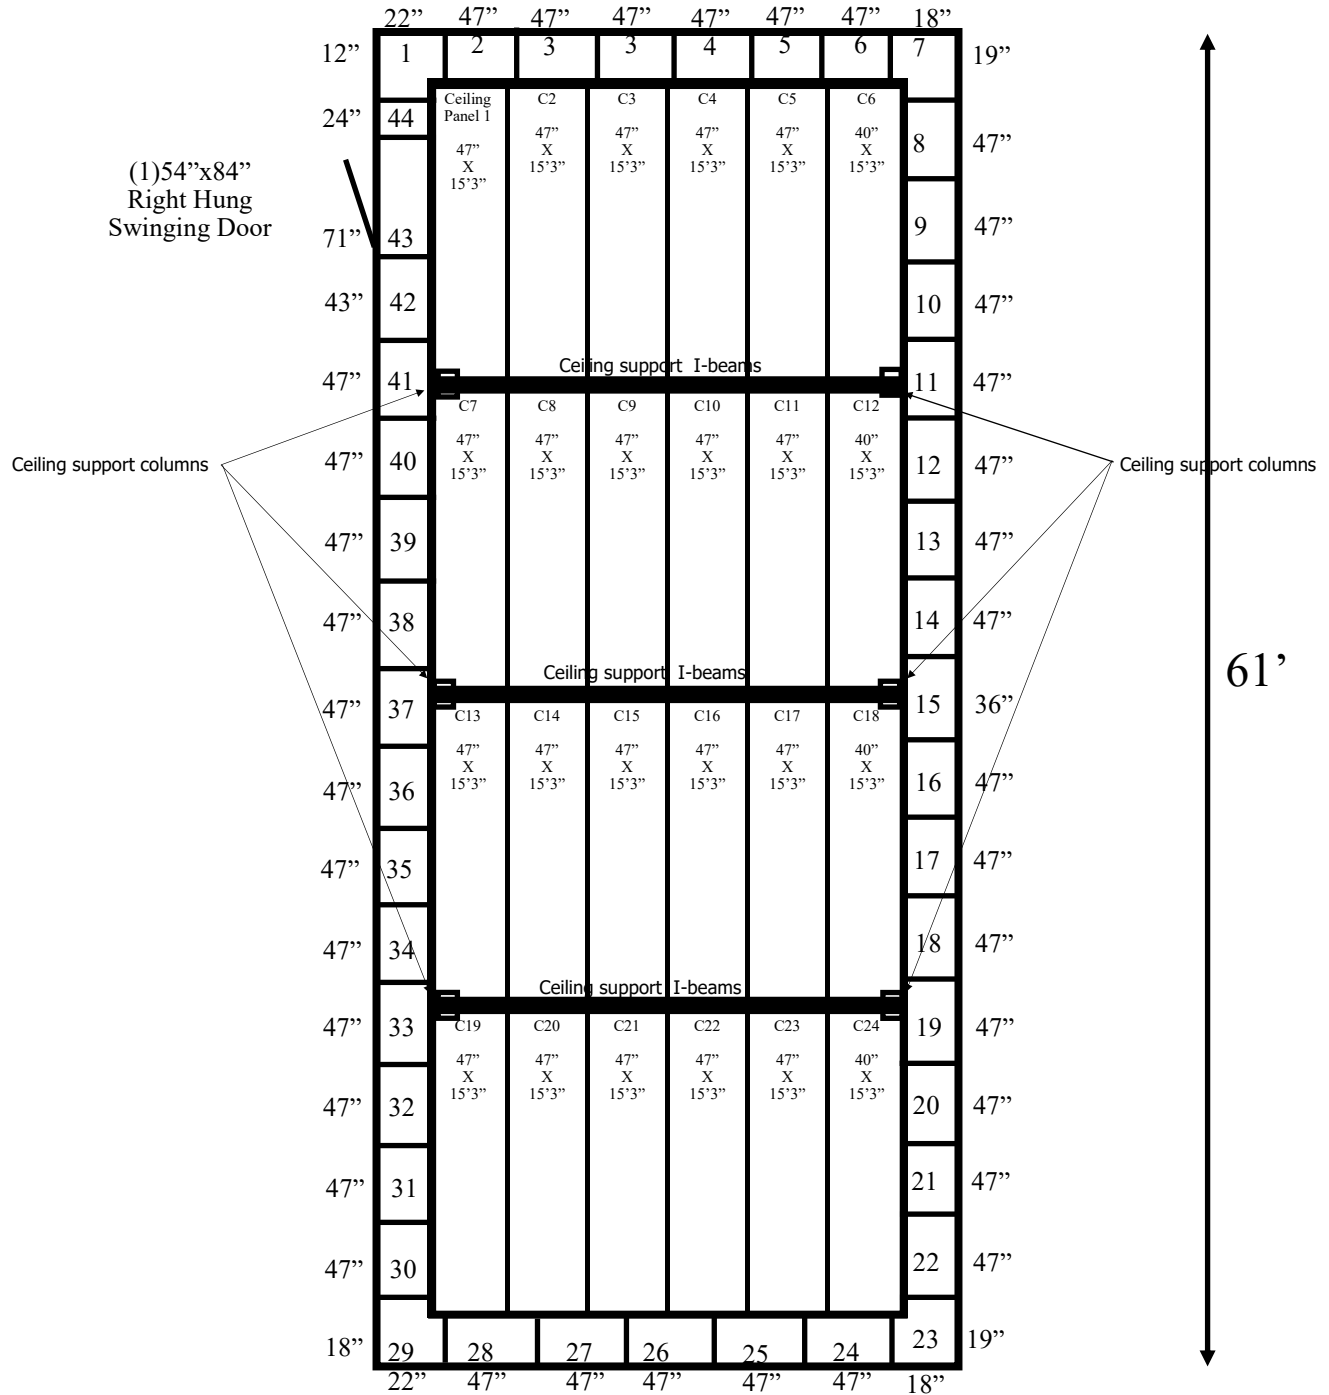 22” 47” 47” 47” 47” 47” 47” 18”
12” 1 2 3 3 4 5 6 7 19”
24” 44
8 47”
(1)54”x84”
Right Hung
Swinging Door
71” 43
9 47”
43” 42
10 47”
47” 41
11 47”
Ceiling
Panel 1
47”
X
15’3”
C2
47”
X
15’3”
C3
47”
X
15’3”
C4
47”
X
15’3”
C5
47”
X
15’3”
C6
40”
X
15’3”
Ceiling support I-beams
C7
47”
X
15’3”
C8
47”
X
15’3”
C9
47”
X
15’3”
C10
47”
X
15’3”
C11
47”
X
15’3”
C12
40”
X
15’3”
Ceiling support columns
47” 40
12 47”
Ceiling support columns
47” 39
13 47”
47” 38
14 47”
61’
Ceiling support I-beams
47” 37
15 36”
C13
47”
X
15’3”
C14
47”
X
15’3”
C15
47”
X
15’3”
C16
47”
X
15’3”
C17
47”
X
15’3”
C18
40”
X
15’3”
47” 36
16 47”
47” 35
17 47”
47” 34
18 47”
Ceiling support I-beams
47” 33
19 47”
C19
47”
X
15’3”
C20
47”
X
15’3”
C21
47”
X
15’3”
C22
47”
X
15’3”
C23
47”
X
15’3”
C24
40”
X
15’3”
47” 32
20 47”
47” 31
21 47”
47” 30
22 47”
18” 29 28 27 26 25 24 23 19”
22” 47” 47” 47” 47” 47” 18”